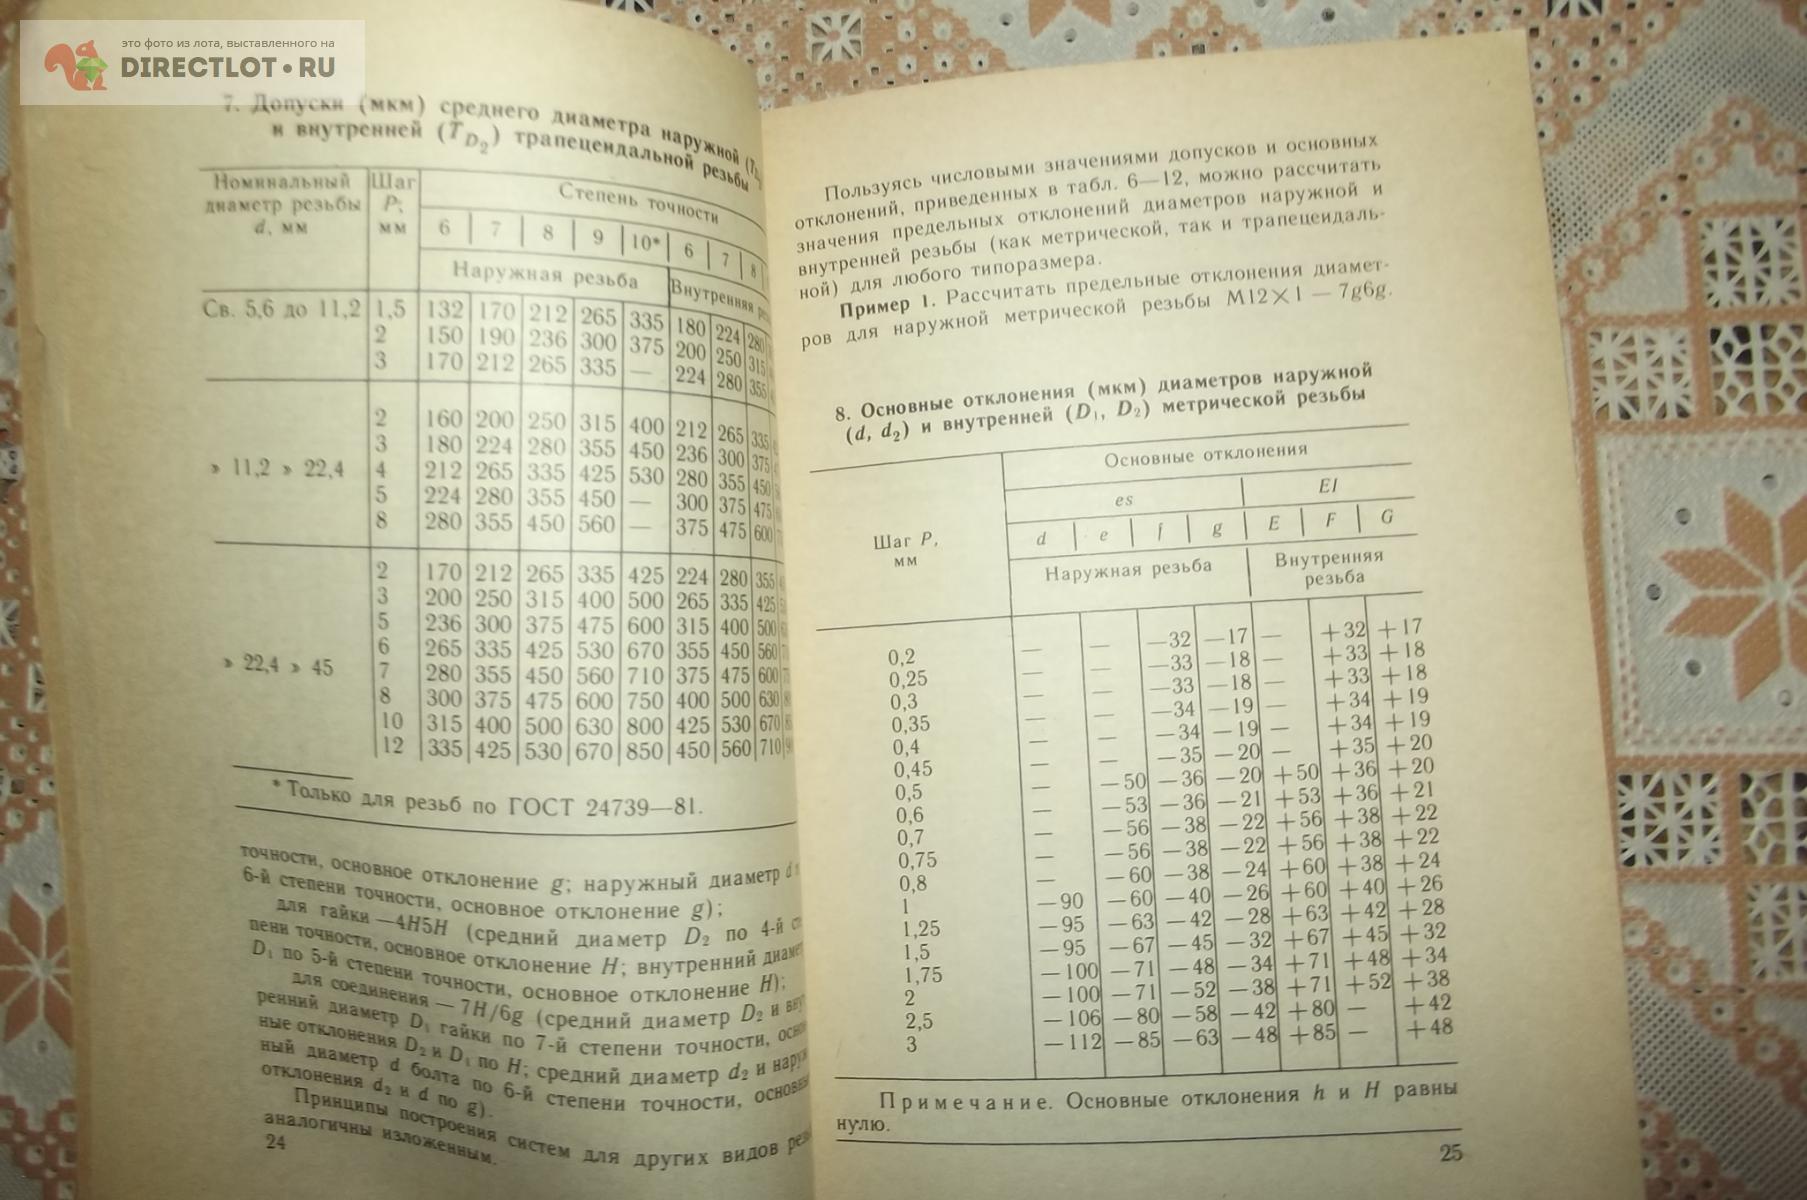 это фото из лота, выставленного на
DIRECTLOT•RU
7. Допуски (мкм) среднего диаметра наружной
и внутренней (T_D₂) трапецеидальной резьбы
Номинальный диаметр резьбы d, мм
Шаг P, мм
Степень точности
6 7 8 9 10* 6 7 8
Наружная резьба Внутренняя
Св. 5,6 до 11,2 1,5 132 170 212 265 335 180 224 280
2 150 190 236 300 375 200 250 315
3 170 212 265 335 — 224 280 355
» 11,2 » 22,4
2 160 200 250 315 400 212 265 335
3 180 224 280 355 450 236 300 375
4 212 265 335 425 530 280 355 450
5 224 280 355 450 — 300 375 475
8 280 355 450 560 — 375 475 600
» 22,4 » 45
2 170 212 265 335 425 224 280 355
3 200 250 315 400 500 265 335 425
5 236 300 375 475 600 315 400 500
6 265 335 425 530 670 355 450 560
7 280 355 450 560 710 375 475 600
8 300 375 475 600 750 400 500 630
10 315 400 500 630 800 425 530 670
12 335 425 530 670 850 450 560 710
* Только для резьб по ГОСТ 24739—81.
точности, основное отклонение g; наружный диаметр d
6-й степени точности, основное отклонение g);
для гайки —4H5H (средний диаметр D₂ по 4-й
пени точности, основное отклонение H; внутренний
D₁ по 5-й степени точности, основное отклонение H);
для соединения — 7H/6g (средний диаметр D₂ и
ренний диаметр D₁ гайки по 7-й степени точности,
ные отклонения D₂ и D₁ по H; средний диаметр d₂ и
ный диаметр d болта по 6-й степени точности,
отклонения d₂ и d по g).
Принципы построения систем для других видов
аналогичны изложенным.
24
Пользуясь числовыми значениями допусков и основных
отклонений, приведенных в табл. 6—12, можно рассчитать
значения предельных отклонений диаметров наружной и
внутренней резьбы (как метрической, так и трапецеидаль-
ной) для любого типоразмера.
Пример 1. Рассчитать предельные отклонения диамет-
ров для наружной метрической резьбы М12×1 — 7g6g.
8. Основные отклонения (мкм) диаметров наружной
(d, d₂) и внутренней (D₁, D₂) метрической резьбы
Шаг P, мм
Основные отклонения
es EI
d e f g E F G
Наружная резьба Внутренняя резьба
0,2 — — —32 —17 — +32 +17
0,25 — — —33 —18 — +33 +18
0,3 — — —33 —18 — +33 +18
0,35 — — —34 —19 — +34 +19
0,4 — — —34 —19 — +34 +19
0,45 — — —35 —20 — +35 +20
0,5 — —50 —36 —20 +50 +36 +20
0,6 — —53 —36 —21 +53 +36 +21
0,7 — —56 —38 —22 +56 +38 +22
0,75 — —56 —38 —22 +56 +38 +22
0,8 — —60 —38 —24 +60 +38 +24
1 —90 —60 —40 —26 +60 +40 +26
1,25 —95 —63 —42 —28 +63 +42 +28
1,5 —95 —67 —45 —32 +67 +45 +32
1,75 —100 —71 —48 —34 +71 +48 +34
2 —100 —71 —52 —38 +71 +52 +38
2,5 —106 —80 —58 —42 +80 — +42
3 —112 —85 —63 —48 +85 — +48
Примечание. Основные отклонения h и H равны
нулю.
25